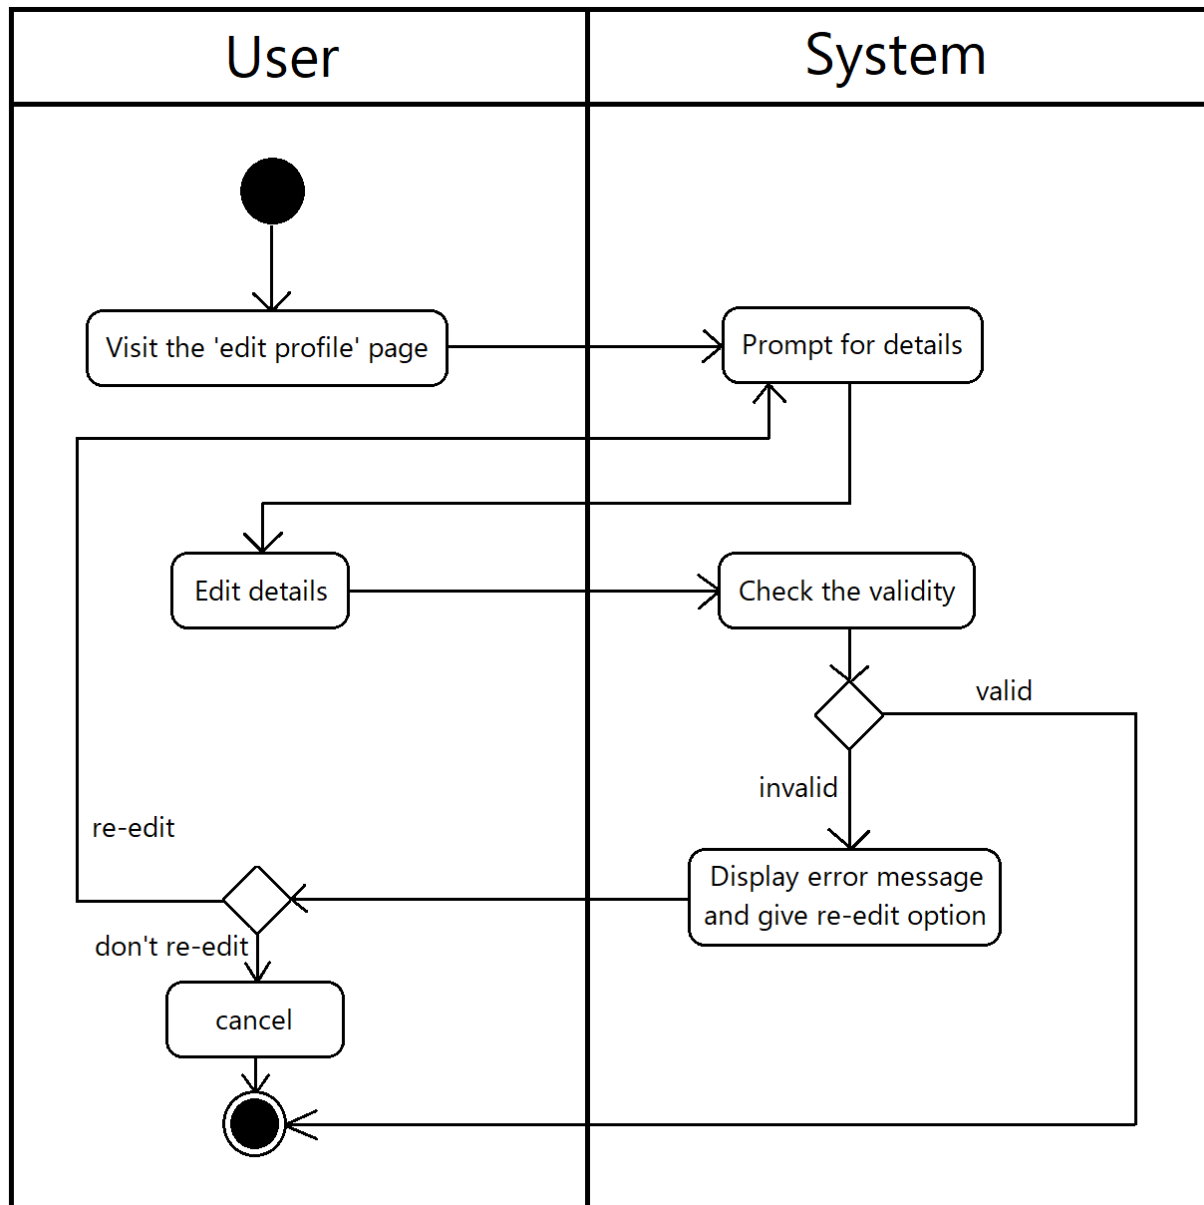 User
System
Visit the 'edit profile' page
Prompt for details
Edit details
Check the validity
valid
invalid
re-edit
Display error message
and give re-edit option
don't re-edit
cancel